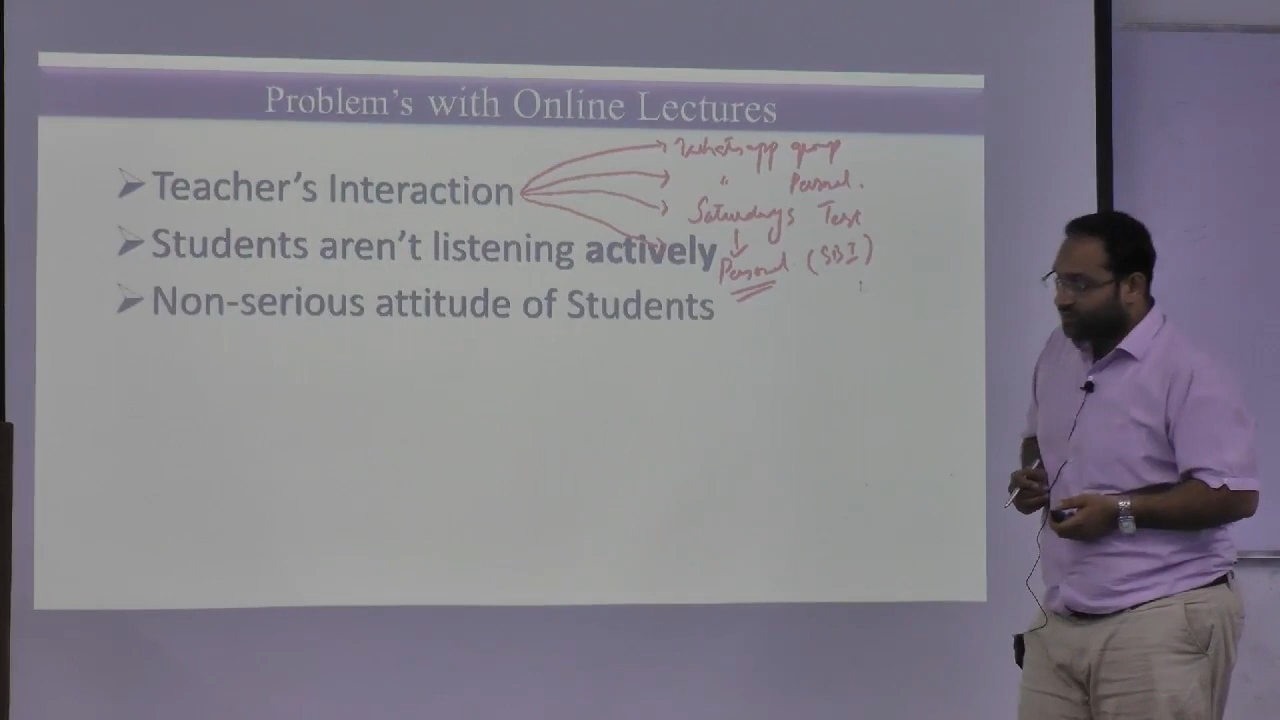 Problem's with Online Lectures
Teacher's Interaction
Students aren't listening actively
Non-serious attitude of Students
Whatsapp group
" Personal.
Saturdays Test
Personal (SBI)